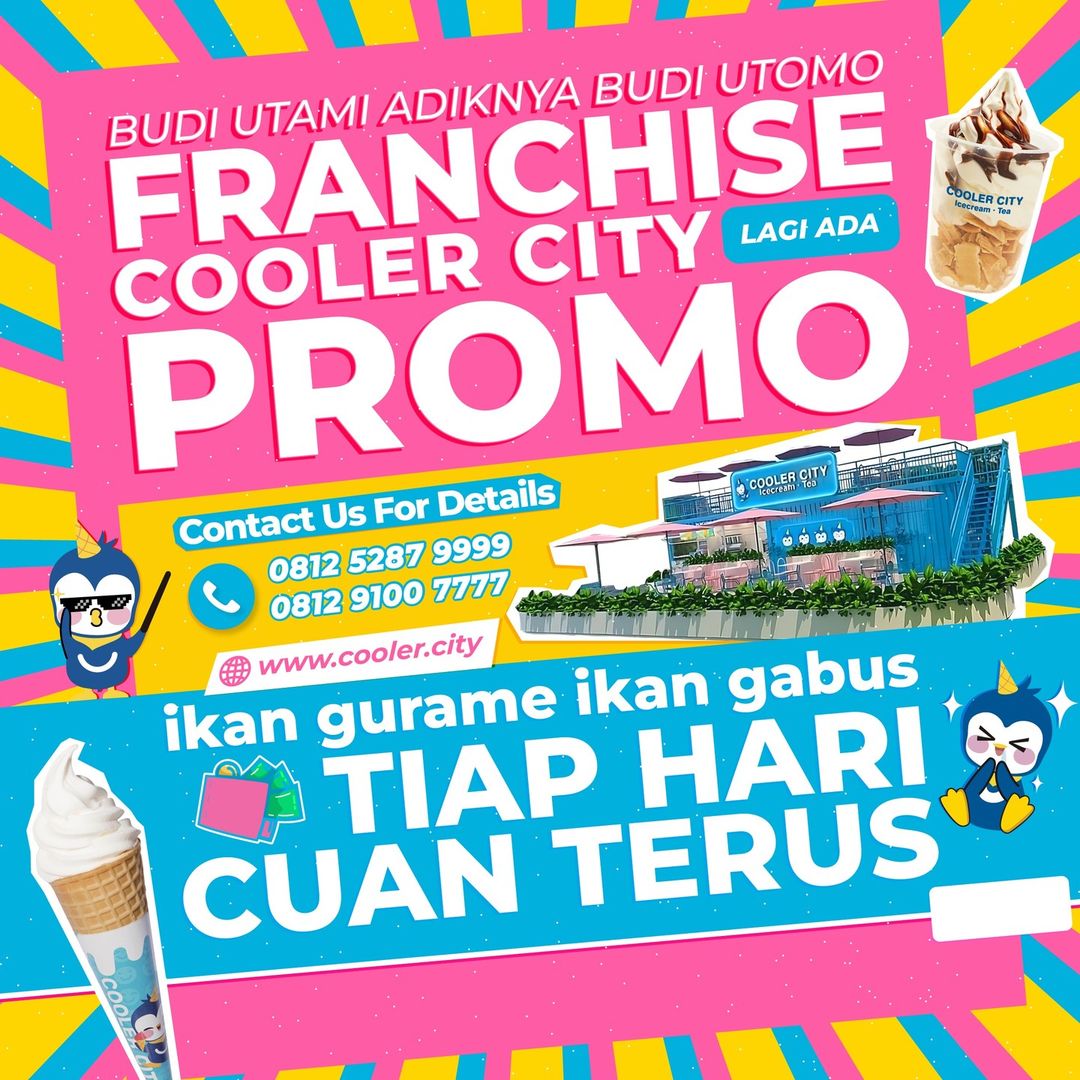 BUDI UTAMI ADIKNYA BUDI UTOMO
FRANCHISE
COOLER CITY
LAGI ADA
PROMO
COOLER CITY
Icecream · Tea
Contact Us For Details
0812 5287 9999
0812 9100 7777
www.cooler.city
COOLER CITY
Icecream · Tea
ikan gurame ikan gabus
TIAP HARI
CUAN TERUS